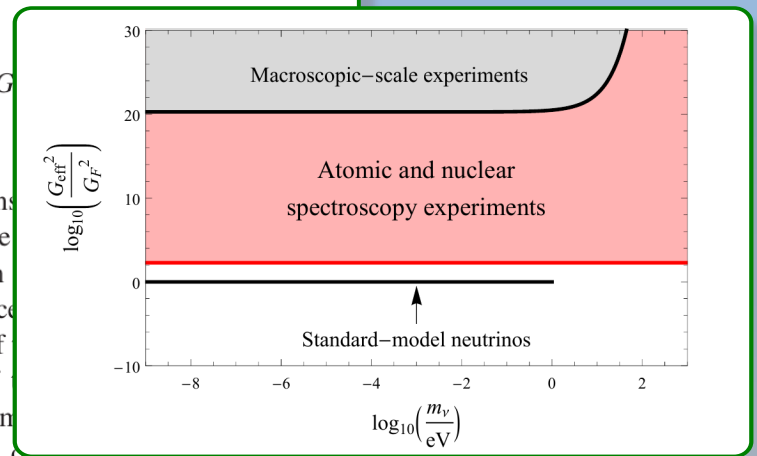 30
Macroscopic−scale experiments
20
Atomic and nuclear
10
spectroscopy experiments
log10(Geff²/GF²)
0
Standard−model neutrinos
−10
−8 −6 −4 −2 0 2
log10(mν/eV)